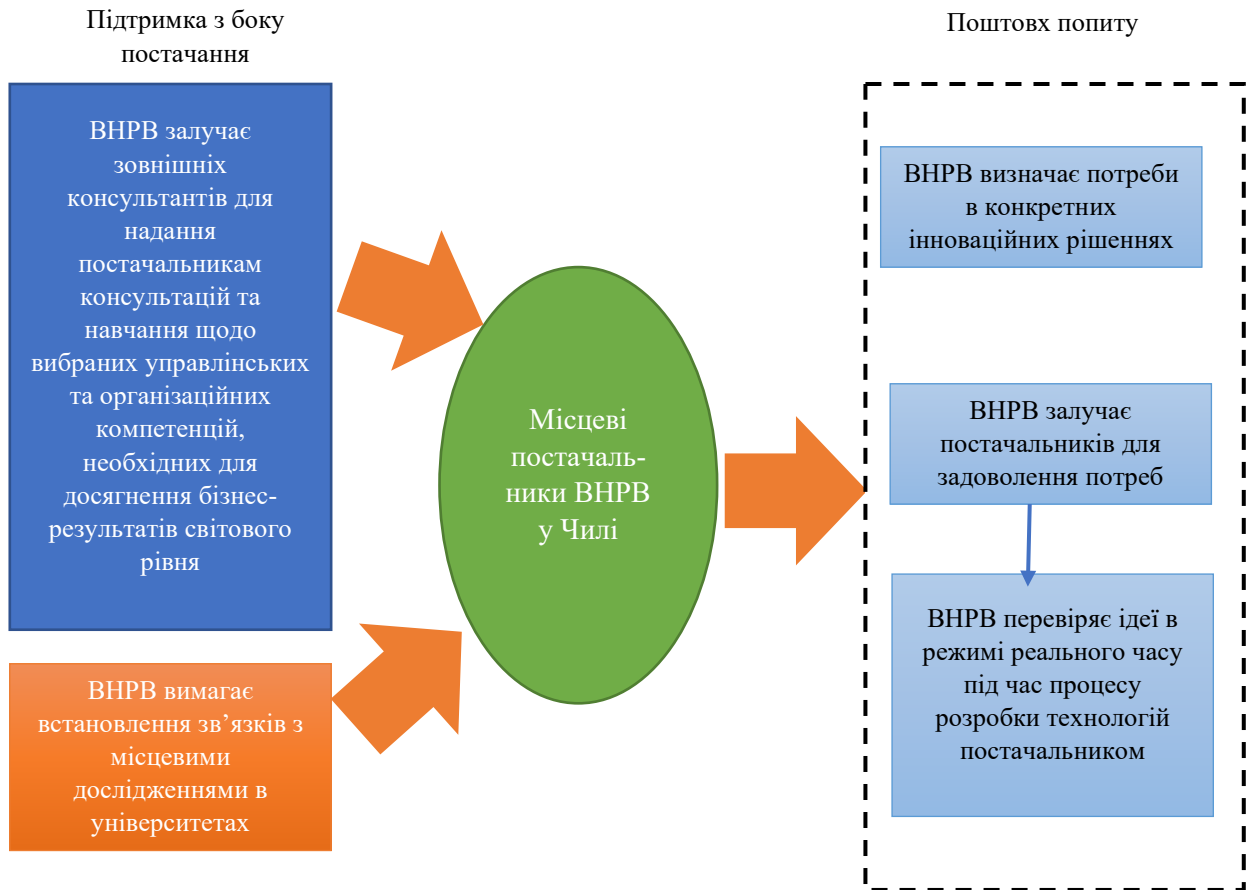 Підтримка з боку
постачання
ВНРВ залучає
зовнішніх
консультантів для
надання
постачальникам
консультацій та
навчання щодо
вибраних управлінських
та організаційних
компетенцій,
необхідних для
досягнення бізнес-
результатів світового
рівня
ВНРВ вимагає
встановлення зв’язків з
місцевими
дослідженнями в
університетах
Місцеві
постачаль-
ники ВНРВ
у Чилі
Поштовх попиту
ВНРВ визначає потреби
в конкретних
інноваційних рішеннях
ВНРВ залучає
постачальників для
задоволення потреб
ВНРВ перевіряє ідеї в
режимі реального часу
під час процесу
розробки технологій
постачальником